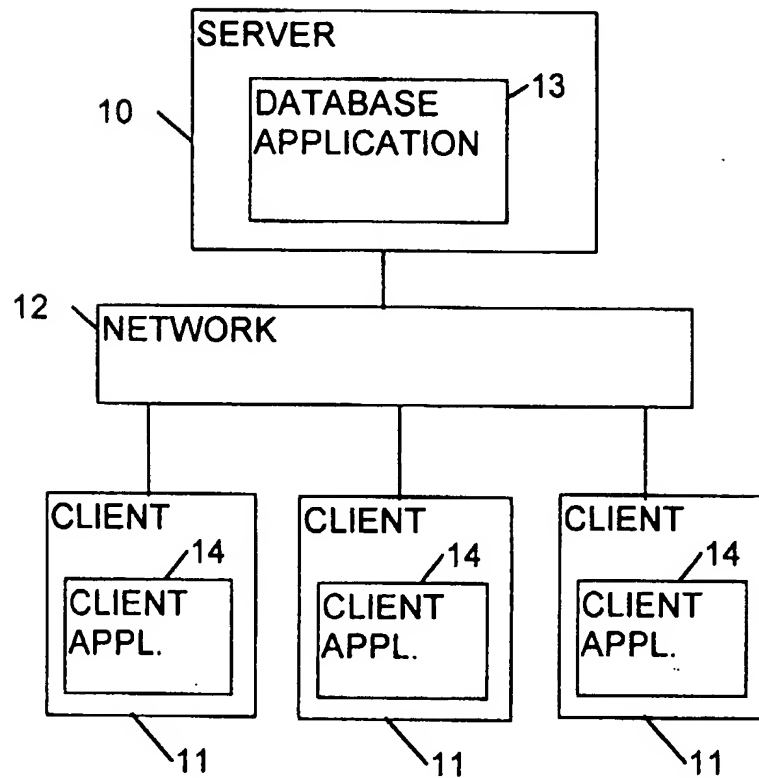 SERVER
10
DATABASE
APPLICATION
13
12
NETWORK
CLIENT
14
CLIENT
APPL.
11
CLIENT
14
CLIENT
APPL.
11
CLIENT
14
CLIENT
APPL.
11